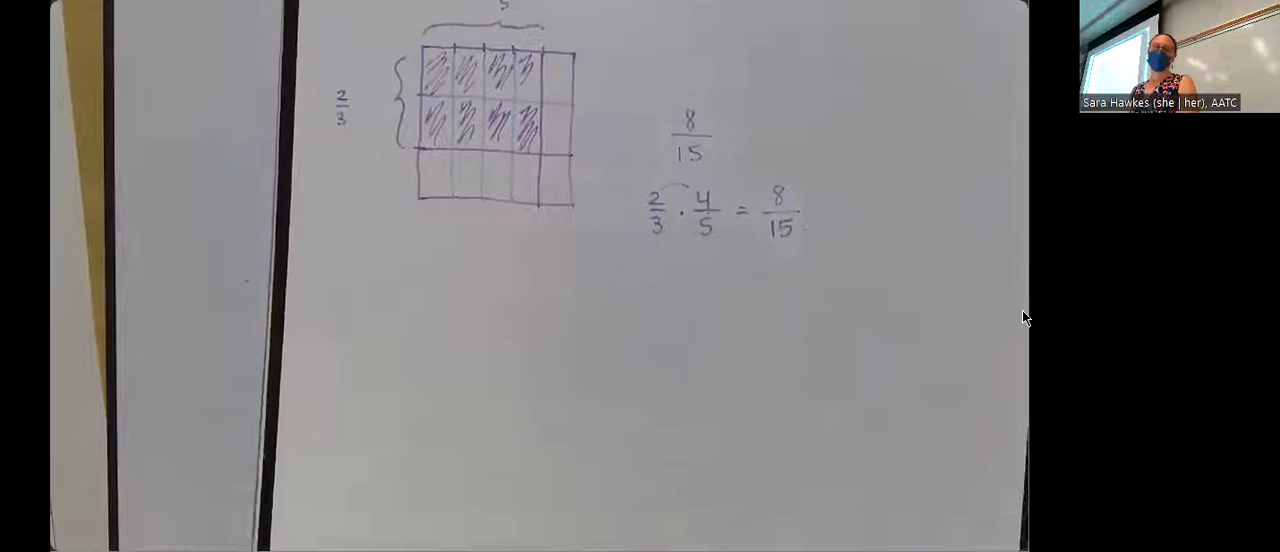 5
2/3
8/15
2/3 · 4/5 = 8/15
Sara Hawkes (she | her), AATC